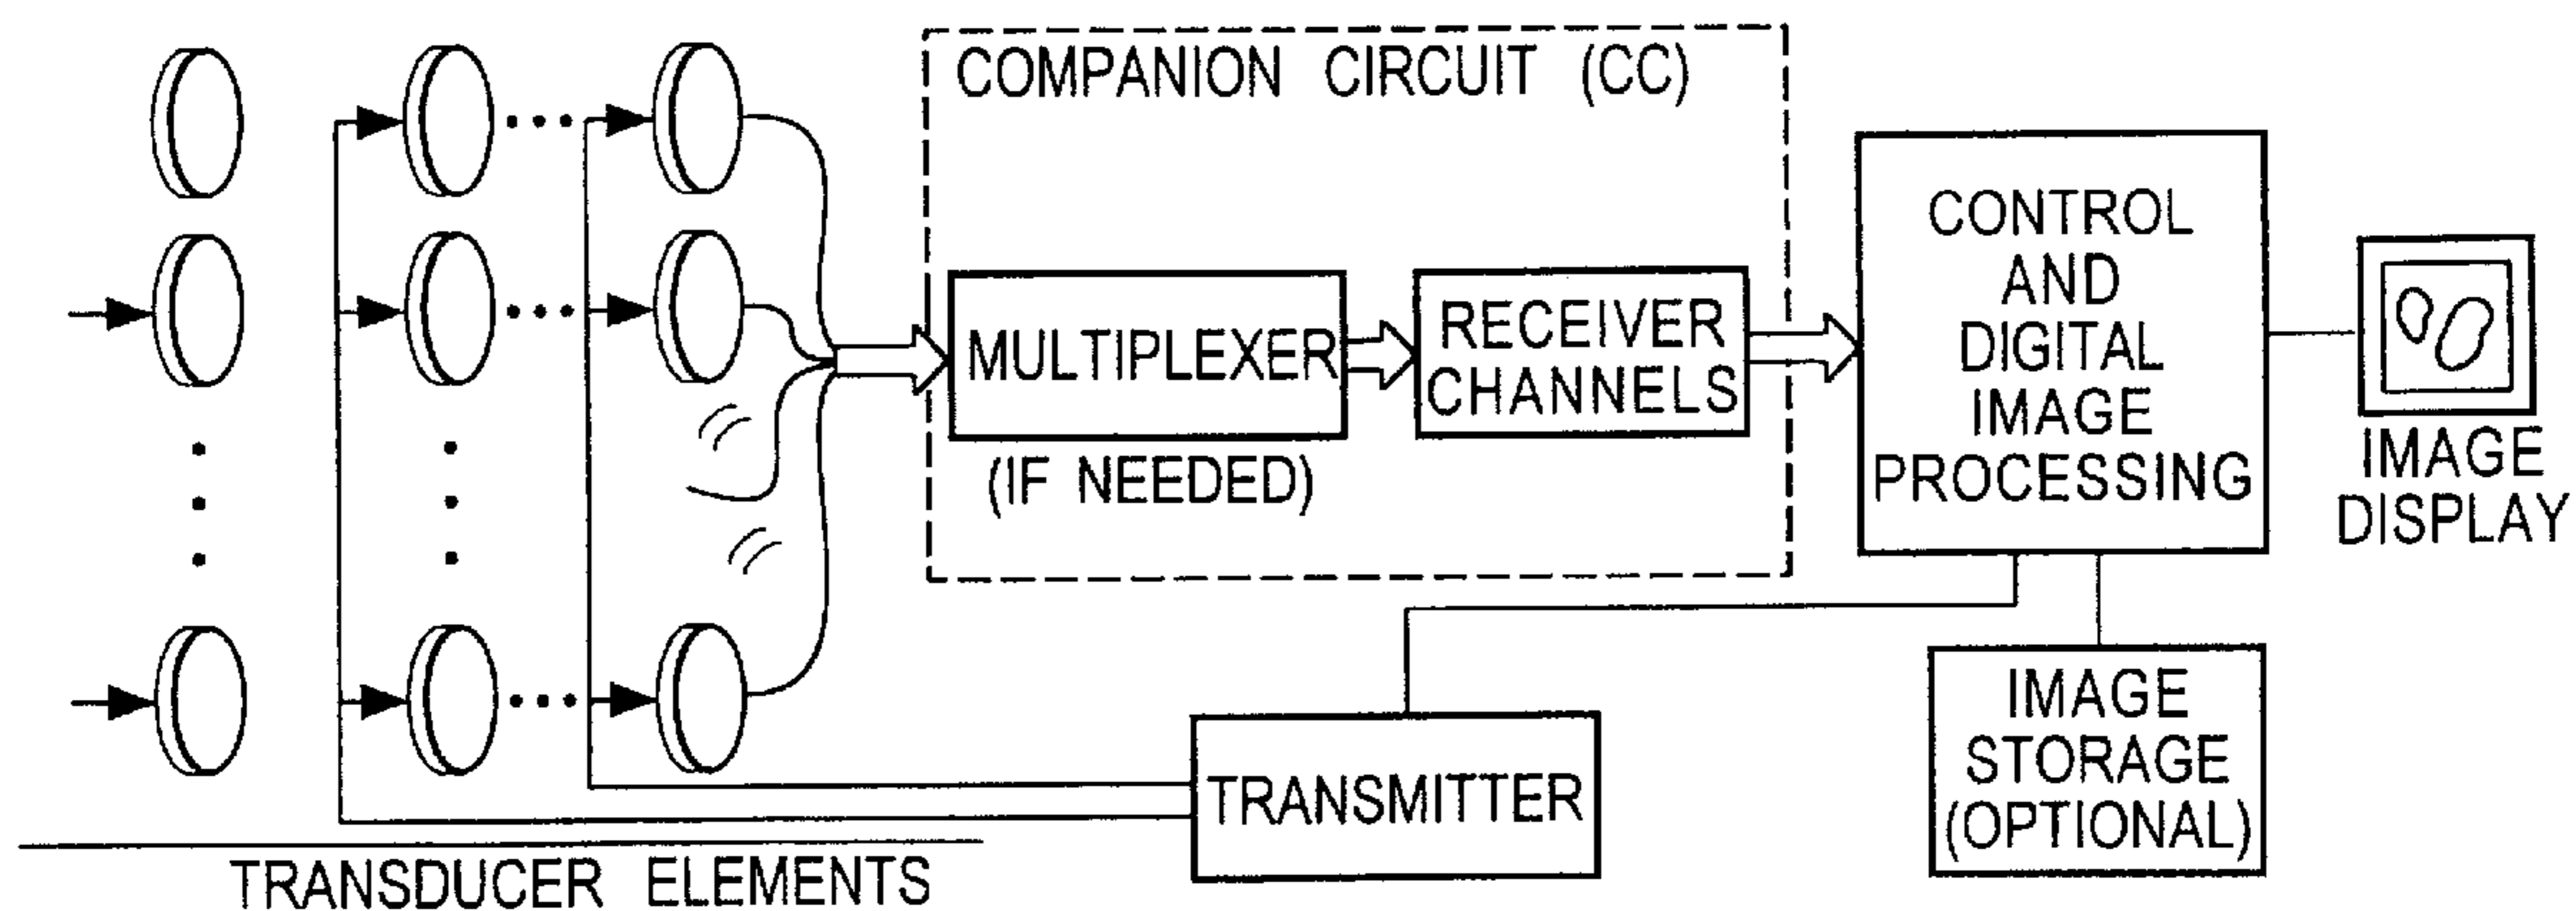 COMPANION CIRCUIT (CC)
MULTIPLEXER
(IF NEEDED)
RECEIVER
CHANNELS
CONTROL
AND
DIGITAL
IMAGE
PROCESSING
IMAGE
DISPLAY
TRANSMITTER
IMAGE
STORAGE
(OPTIONAL)
TRANSDUCER ELEMENTS